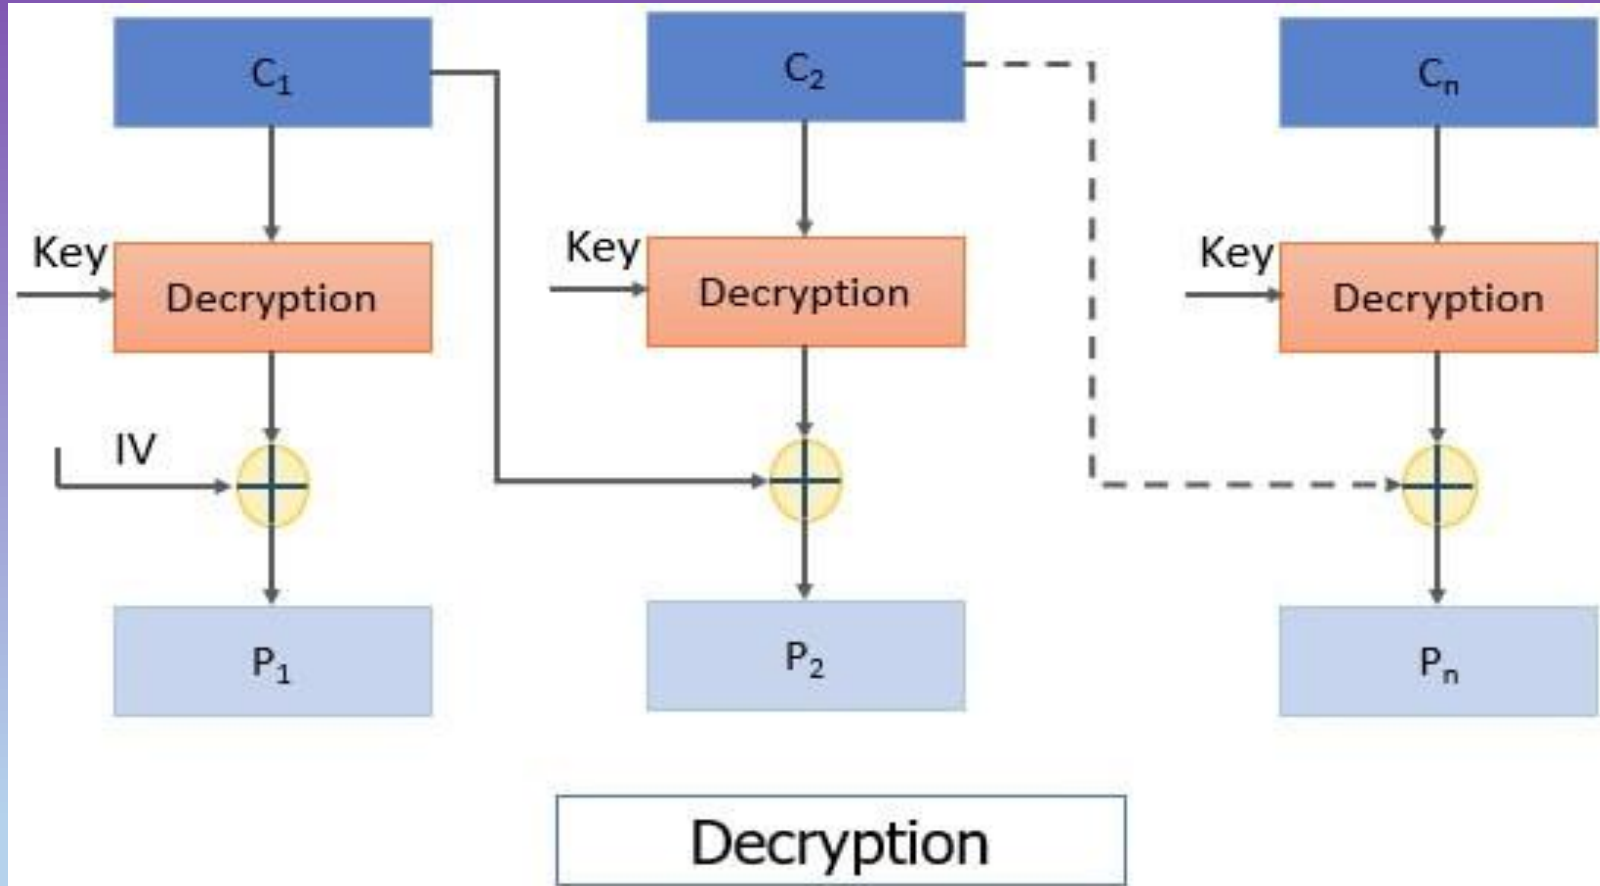 C₁
C₂
Cₙ
Key
Decryption
Key
Decryption
Key
Decryption
IV
P₁
P₂
Pₙ
Decryption